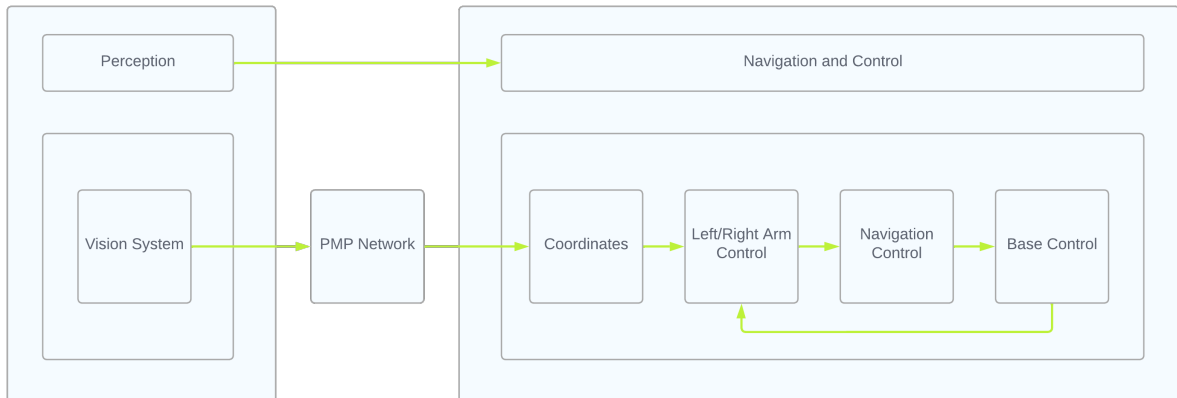 Perception
Navigation and Control
Vision System
PMP Network
Coordinates
Left/Right Arm
Control
Navigation
Control
Base Control